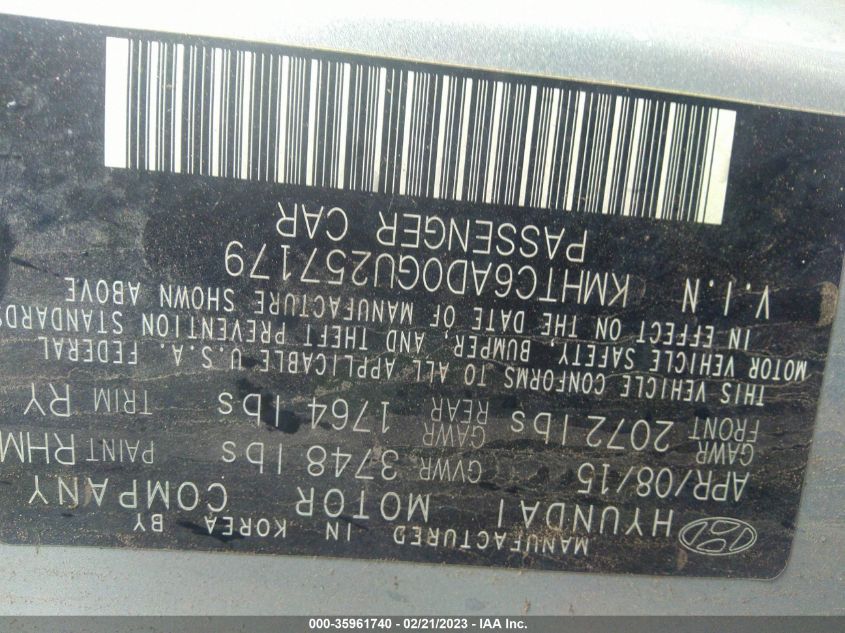 MANUFACTURED IN KOREA BY
HYUNDAI MOTOR COMPANY
APR/08/15 GVWR 3748 lbs PAINT RHM
GAWR FRONT 2072 lbs GAWR REAR 1764 lbs TRIM RY
THIS VEHICLE CONFORMS TO ALL APPLICABLE U.S.A. FEDERAL
MOTOR VEHICLE SAFETY, BUMPER, AND THEFT PREVENTION STANDARDS
IN EFFECT ON THE DATE OF MANUFACTURE SHOWN ABOVE
V.I.N KMHTC6AD0GU257179
PASSENGER CAR
000-35961740 - 02/21/2023 - IAA Inc.